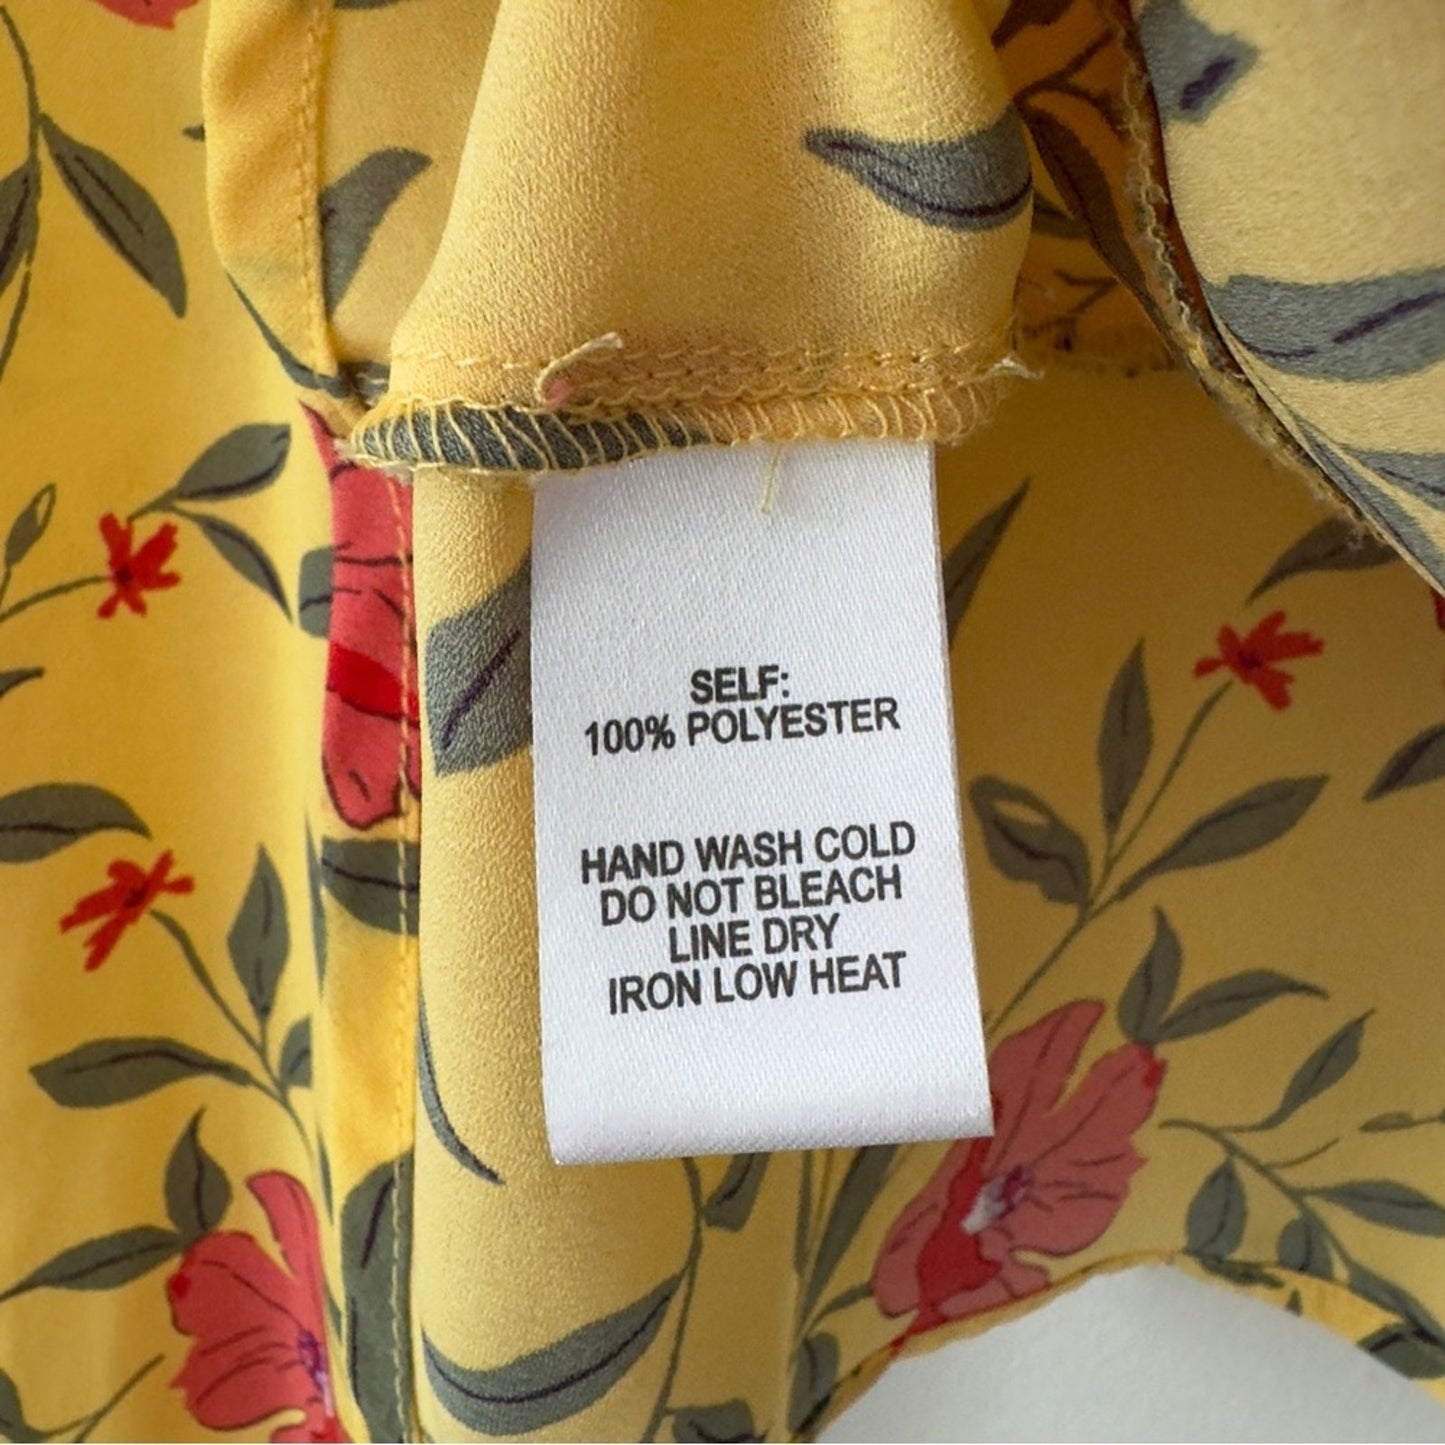 SELF:
100% POLYESTER
HAND WASH COLD
DO NOT BLEACH
LINE DRY
IRON LOW HEAT